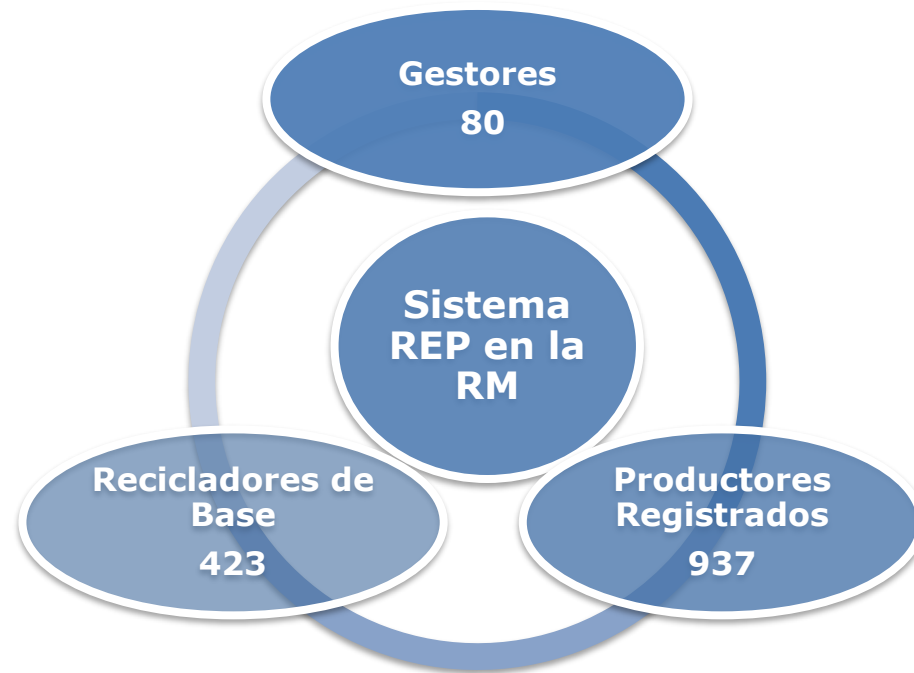 Gestores
80
Sistema
REP en la
RM
Recicladores de
Base
423
Productores
Registrados
937